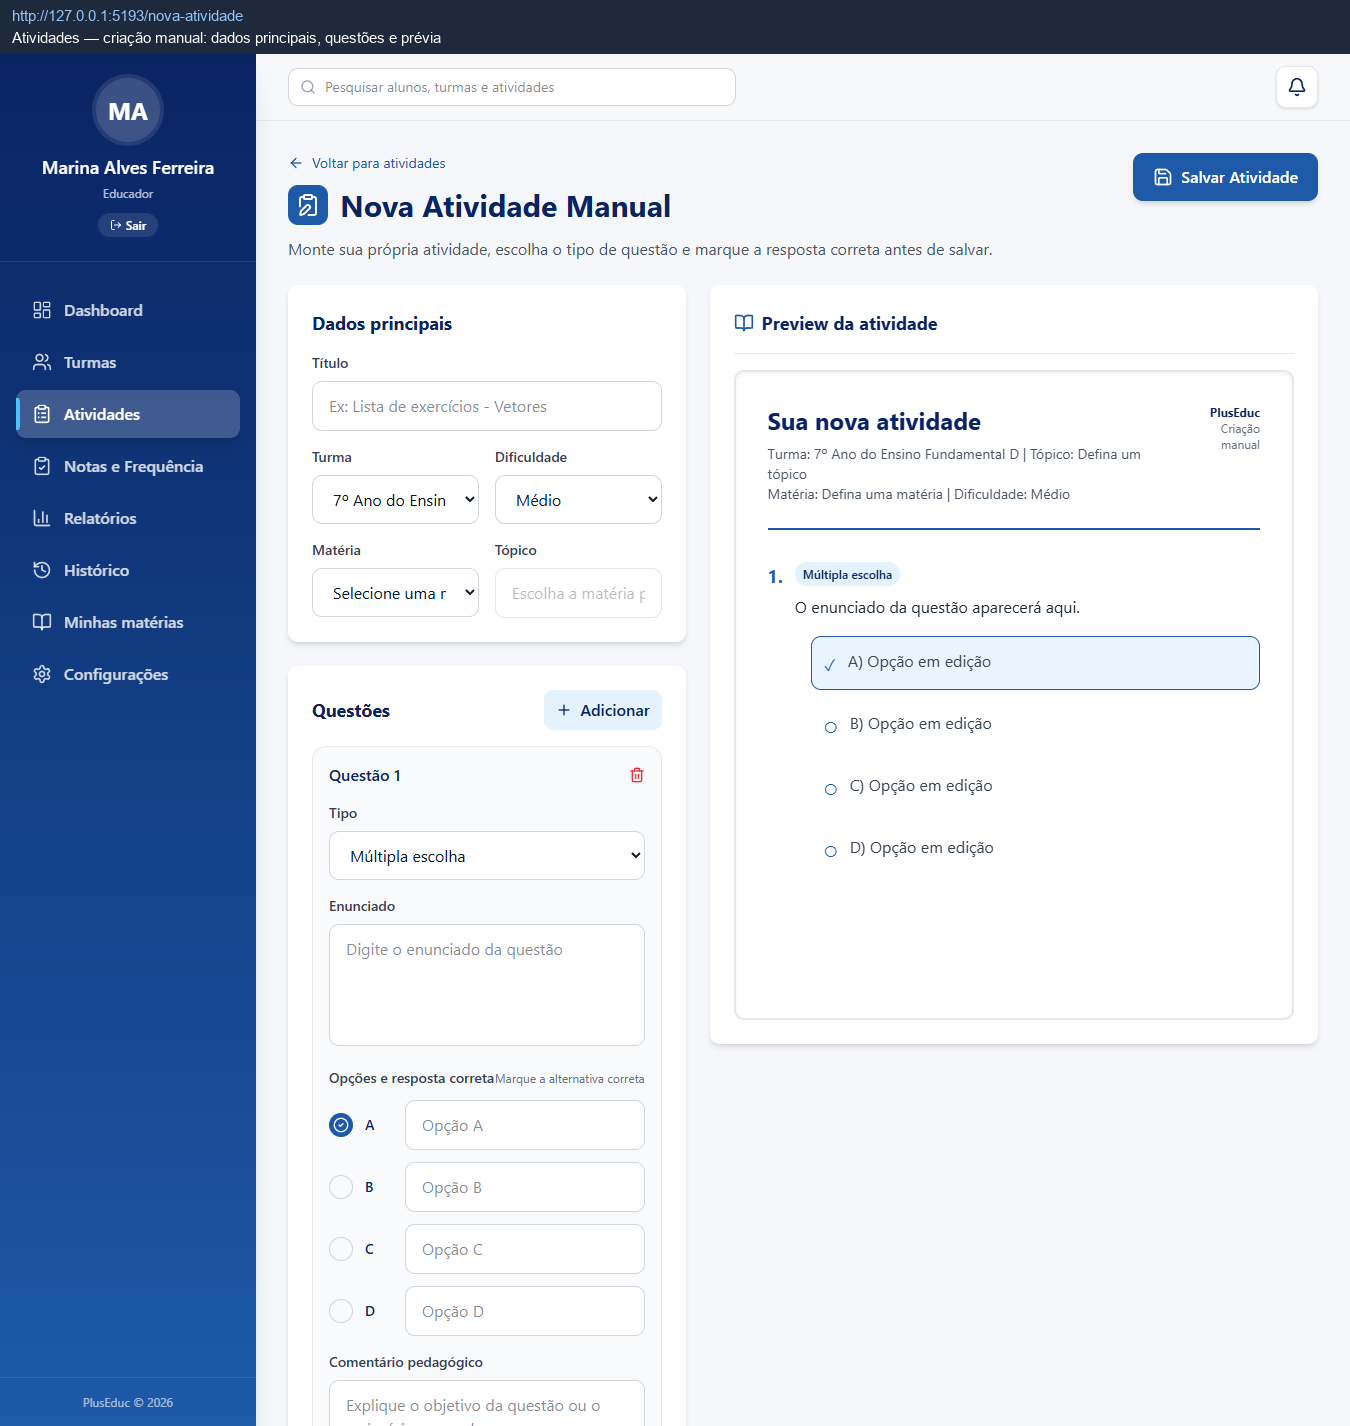 http://127.0.0.1:5193/nova-atividade
Atividades — criação manual: dados principais, questões e prévia
MA
Marina Alves Ferreira
Educador
Sair
Dashboard
Turmas
Atividades
Notas e Frequência
Relatórios
Histórico
Minhas matérias
Configurações
PlusEduc © 2026
Pesquisar alunos, turmas e atividades
Voltar para atividades
Nova Atividade Manual
Monte sua própria atividade, escolha o tipo de questão e marque a resposta correta antes de salvar.
Salvar Atividade
Dados principais
Título
Ex: Lista de exercícios - Vetores
Turma
Dificuldade
7º Ano do Ensin
Médio
Matéria
Tópico
Selecione uma r
Escolha a matéria p
Questões
Adicionar
Questão 1
Tipo
Múltipla escolha
Enunciado
Digite o enunciado da questão
Opções e resposta correta
Marque a alternativa correta
A
Opção A
B
Opção B
C
Opção C
D
Opção D
Comentário pedagógico
Explique o objetivo da questão ou o
Preview da atividade
Sua nova atividade
PlusEduc
Criação
manual
Turma: 7º Ano do Ensino Fundamental D | Tópico: Defina um
tópico
Matéria: Defina uma matéria | Dificuldade: Médio
1.
Múltipla escolha
O enunciado da questão aparecerá aqui.
A) Opção em edição
B) Opção em edição
C) Opção em edição
D) Opção em edição